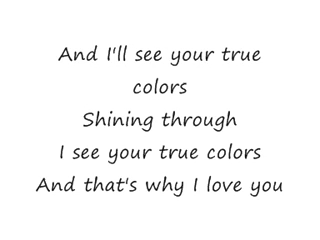 And I'll see your true
colors
Shining through
I see your true colors
And that's why I love you